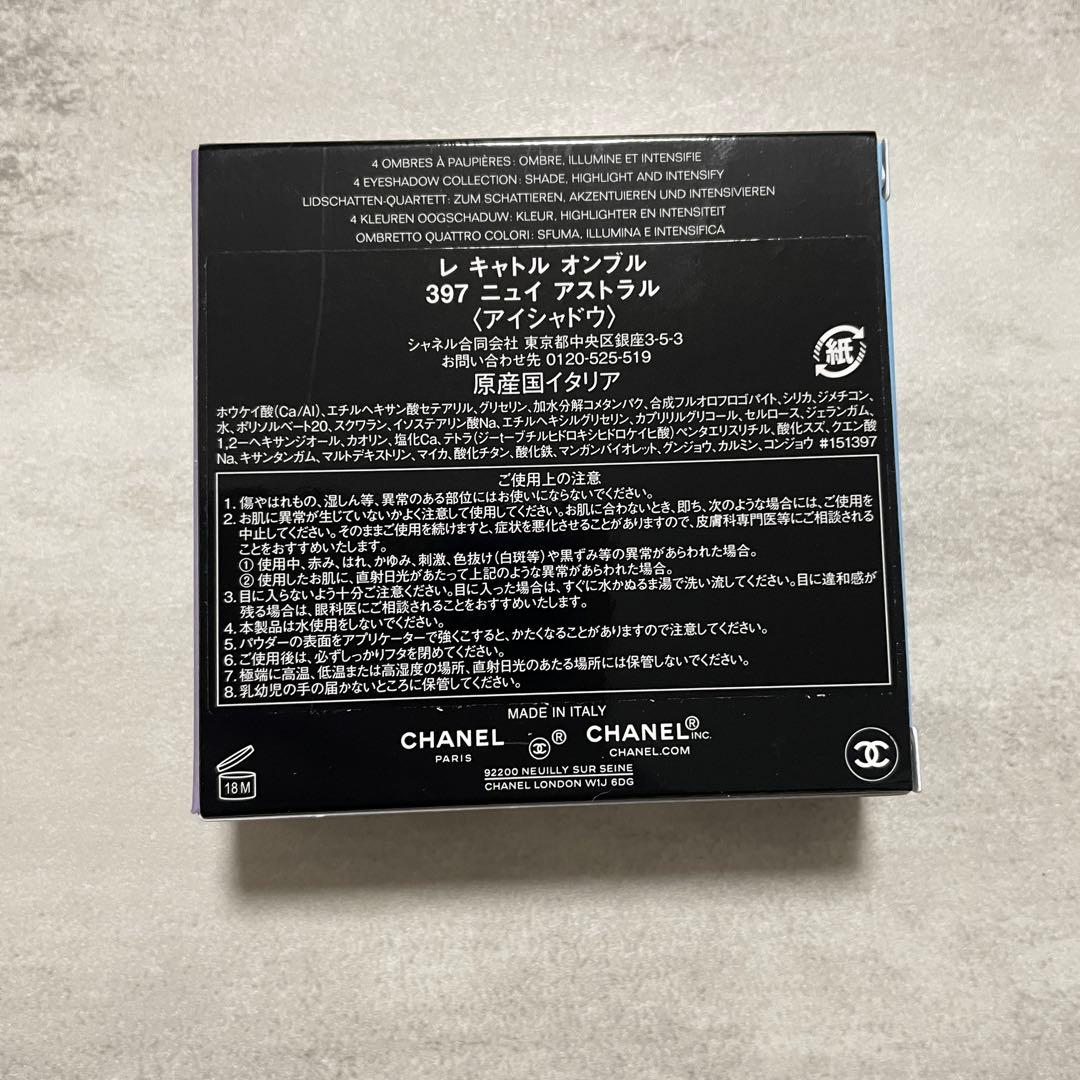 4 OMBRES À PAUPIÈRES: OMBRE, ILLUMINE ET INTENSIFIE
4 EYESHADOW COLLECTION: SHADE, HIGHLIGHT AND INTENSIFY
LIDSCHATTEN-QUARTETT: ZUM SCHATTIEREN, AKZENTUIEREN UND INTENSIVIEREN
4 KLEUREN OOGSCHADUW: KLEUR, HIGHLIGHTER EN INTENSITEIT
OMBRETTO QUATTRO COLORI: SFUMA, ILLUMINA E INTENSIFICA
レ キャトル オンブル
397 ニュイ アストラル
〈アイシャドウ〉
シャネル合同会社 東京都中央区銀座3-5-3
お問い合わせ先 0120-525-519
原産国イタリア
紙
ホウケイ酸(Ca/Al)、エチルヘキサン酸セテアリル、グリセリン、加水分解コメタンパク、合成フルオロフロゴパイト、シリカ、ジメチコン、
水、ポリソルベート20、スクワラン、イソステアリン酸Na、エチルヘキシルグリセリン、カプリリルグリコール、セルロース、ジェランガム、
1,2-ヘキサンジオール、カオリン、塩化Ca、テトラ(ジ-t-ブチルヒドロキシヒドロケイヒ酸)ペンタエリスリチル、酸化スズ、クエン酸
Na、キサンタンガム、マルトデキストリン、マイカ、酸化チタン、酸化鉄、マンガンバイオレット、グンジョウ、カルミン、コンジョウ #151397
ご使用上の注意
1. 傷やはれもの、湿しん等、異常のある部位にはお使いにならないでください。
2. お肌に異常が生じていないかよく注意して使用してください。お肌に合わないとき、即ち、次のような場合には、ご使用を
中止してください。そのままご使用を続けますと、症状を悪化させることがありますので、皮膚科専門医等にご相談される
ことをおすすめいたします。
① 使用中、赤み、はれ、かゆみ、刺激、色抜け(白斑等)や黒ずみ等の異常があらわれた場合。
② 使用したお肌に、直射日光があたって上記のような異常があらわれた場合。
3. 目に入らないよう十分ご注意ください。目に入った場合は、すぐに水かぬるま湯で洗い流してください。目に違和感が
残る場合は、眼科医にご相談されることをおすすめいたします。
4. 本製品は水使用をしないでください。
5. パウダーの表面をアプリケーターで強くこすると、かたくなることがありますので注意してください。
6. ご使用後は、必ずしっかりフタを閉めてください。
7. 極端に高温、低温または高湿度の場所、直射日光のあたる場所には保管しないでください。
8. 乳幼児の手の届かないところに保管してください。
MADE IN ITALY
CHANEL ® CHANEL® INC.
PARIS CHANEL.COM
92200 NEUILLY SUR SEINE
CHANEL LONDON W1J 6DG
18 M